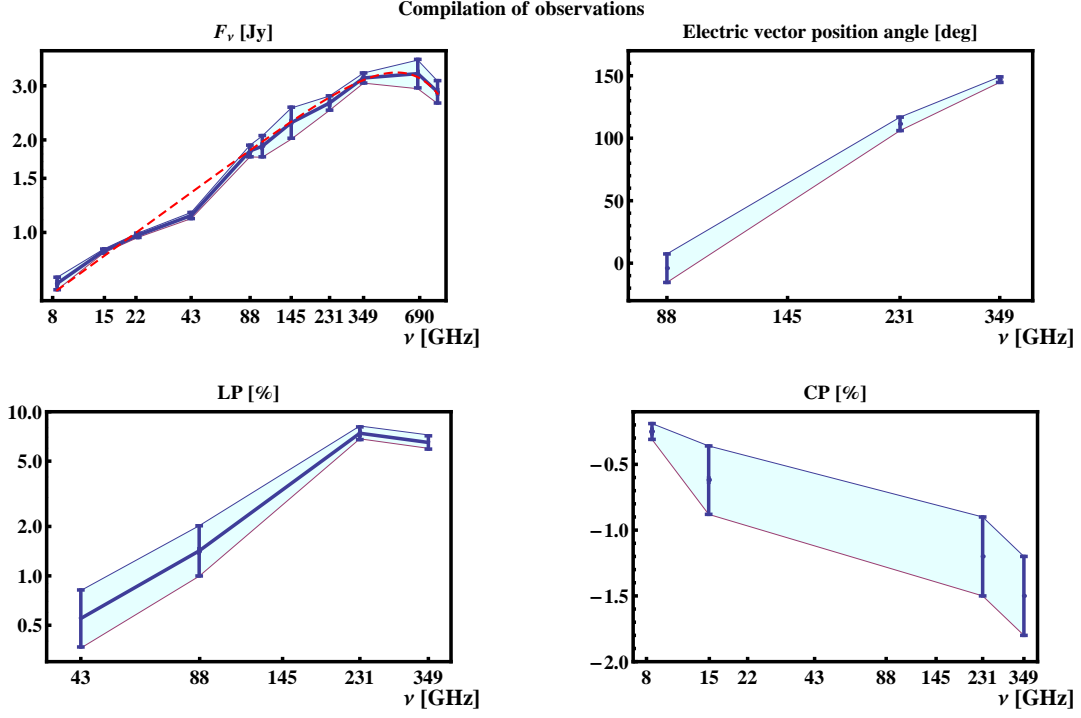 Compilation of observations
Fν [Jy]
3.0
2.0
1.5
1.0
8 15 22 43 88 145 231 349 690
ν [GHz]
Electric vector position angle [deg]
150
100
50
0
88 145 231 349
ν [GHz]
LP [%]
10.0
5.0
2.0
1.0
0.5
43 88 145 231 349
ν [GHz]
CP [%]
−0.5
−1.0
−1.5
−2.0
8 15 22 43 88 145 231 349
ν [GHz]